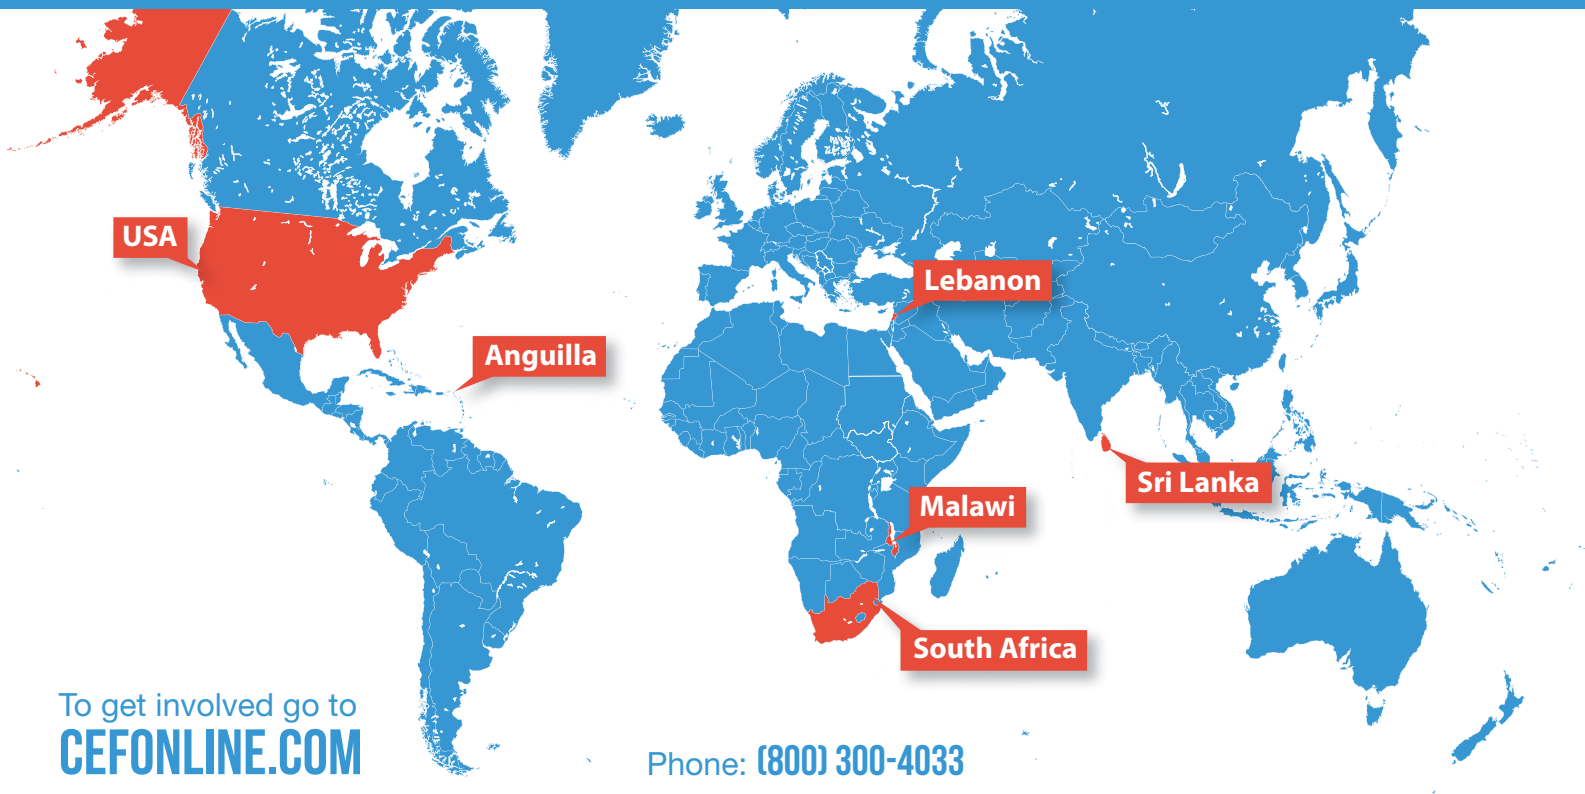 USA
Lebanon
Anguilla
Sri Lanka
Malawi
South Africa
To get involved go to
CEFONLINE.COM
Phone: (800) 300-4033